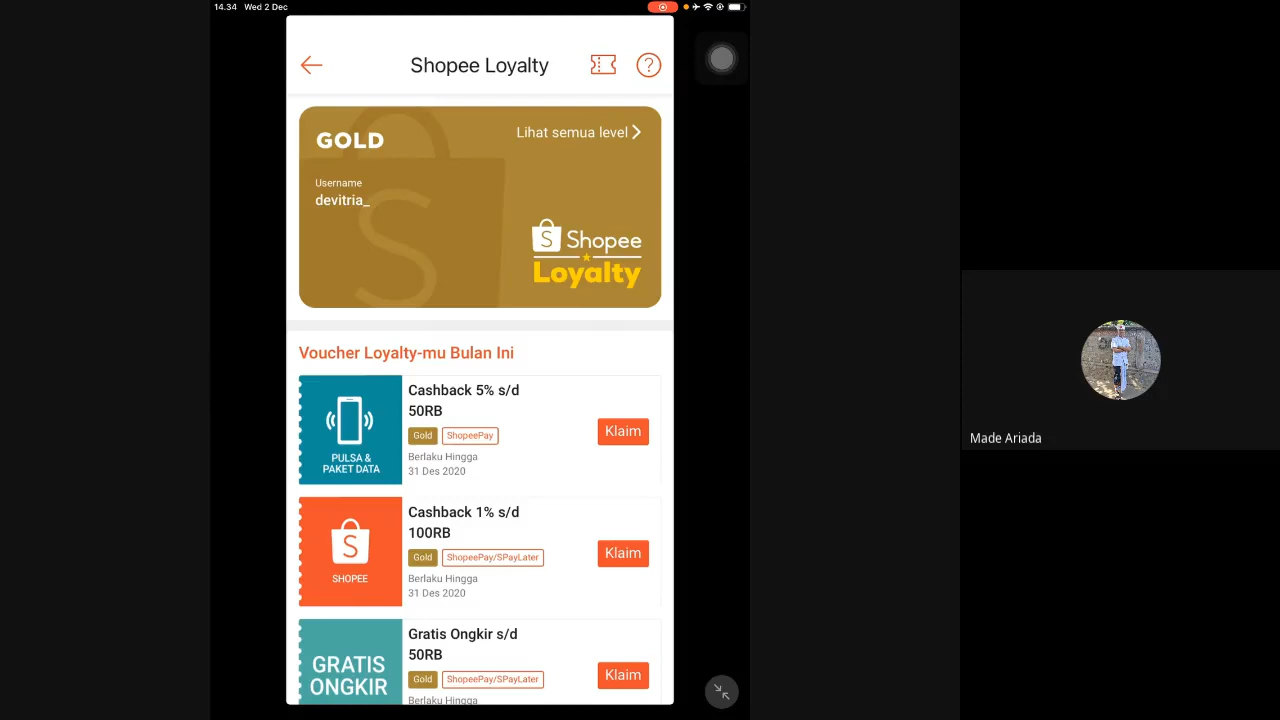 14.34 Wed 2 Dec
Shopee Loyalty
GOLD
Lihat semua level
Username
devitria_
S Shopee
Loyalty
Voucher Loyalty-mu Bulan Ini
PULSA &
PAKET DATA
Cashback 5% s/d
50RB
Gold ShopeePay
Berlaku Hingga
31 Des 2020
Klaim
S
SHOPEE
Cashback 1% s/d
100RB
Gold ShopeePay/SPayLater
Berlaku Hingga
31 Des 2020
Klaim
GRATIS
ONGKIR
Gratis Ongkir s/d
50RB
Gold ShopeePay/SPayLater
Berlaku Hingga
Klaim
Made Ariada